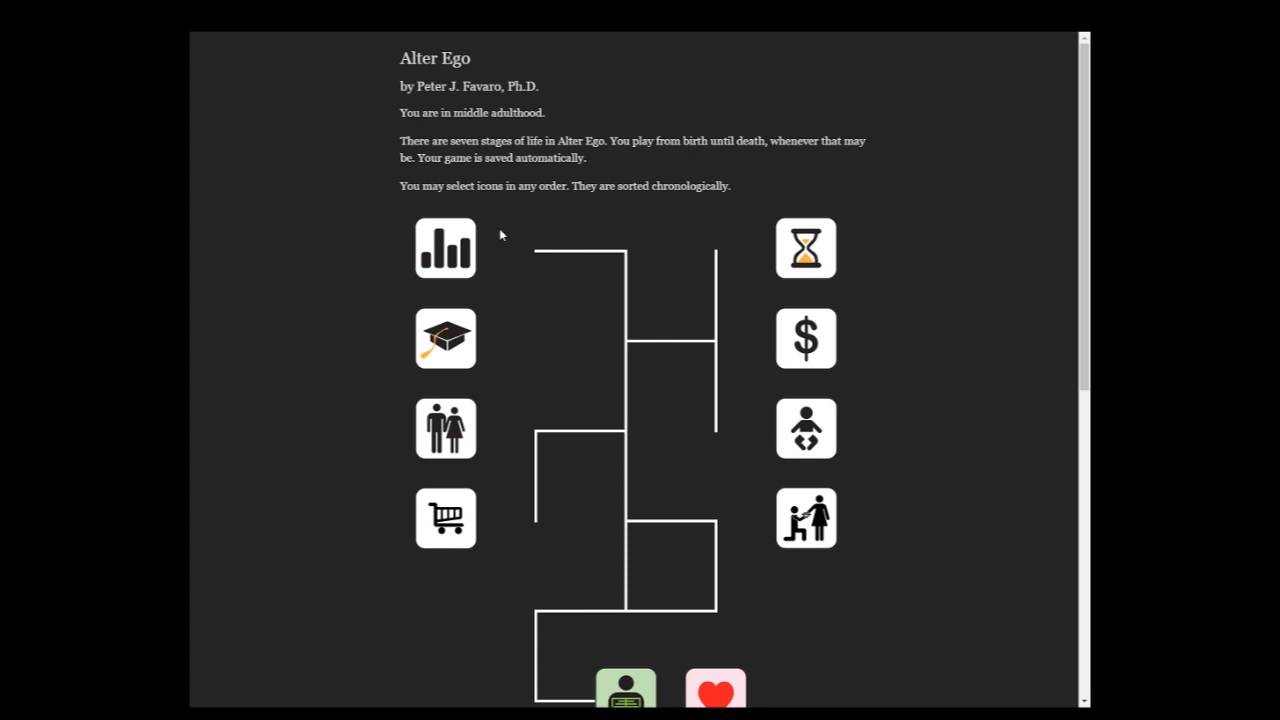 Alter Ego
by Peter J. Favaro, Ph.D.
You are in middle adulthood.
There are seven stages of life in Alter Ego. You play from birth until death, whenever that may
be. Your game is saved automatically.
You may select icons in any order. They are sorted chronologically.
$